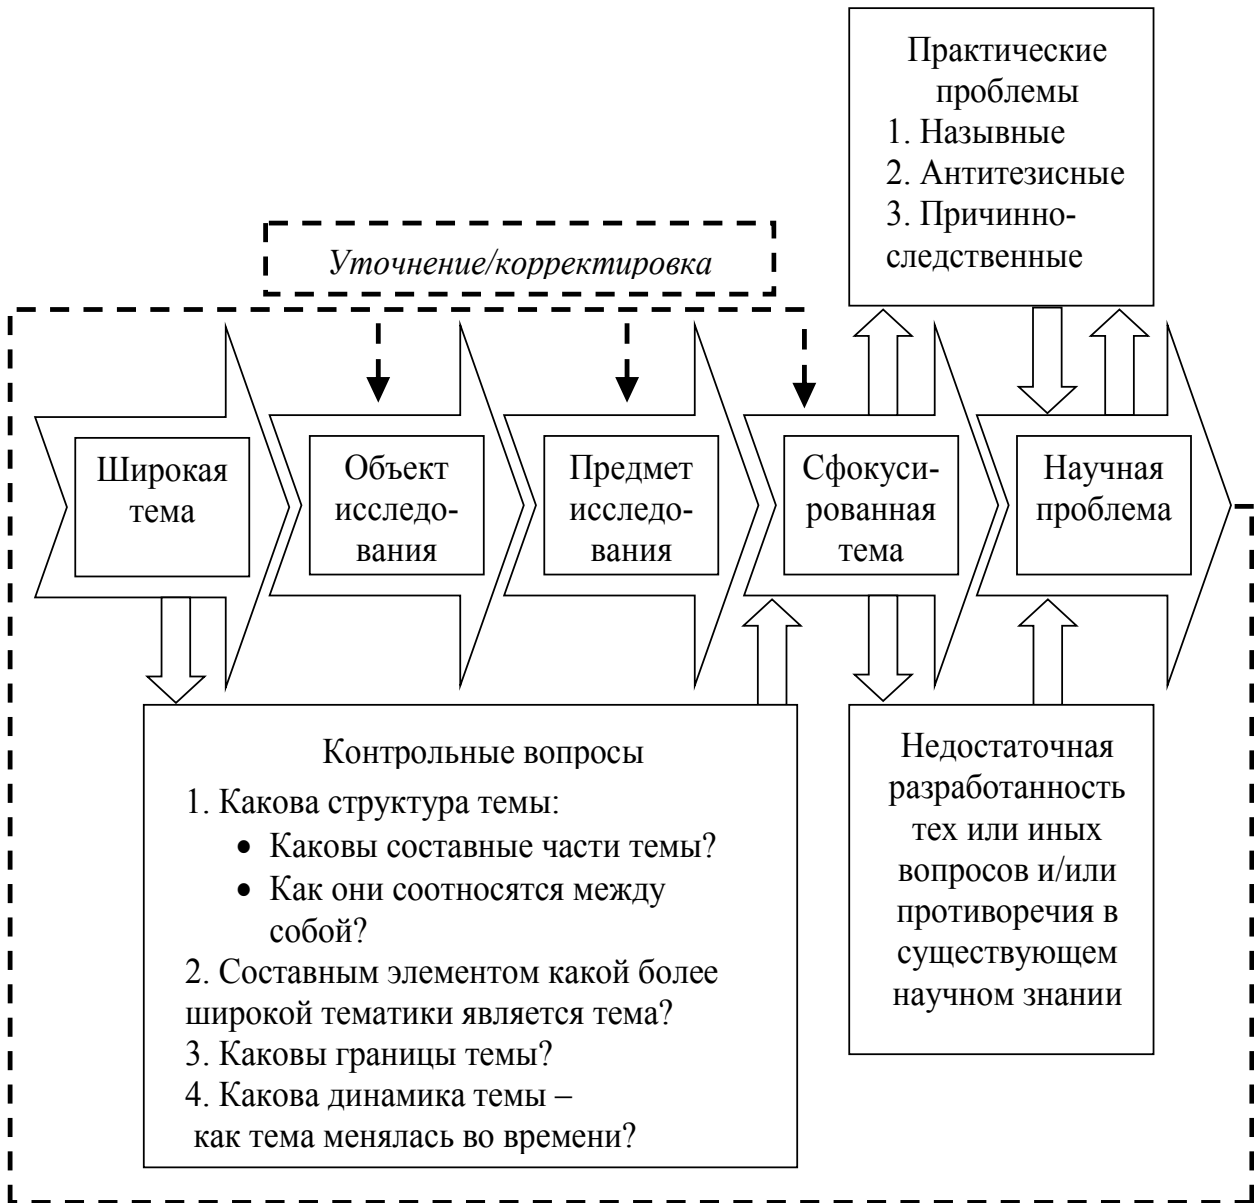 Практические
проблемы
1. Назывные
2. Антитезисные
3. Причинно-
следственные
Уточнение/корректировка
Широкая
тема
Объект
исследо-
вания
Предмет
исследо-
вания
Сфокуси-
рованная
тема
Научная
проблема
Контрольные вопросы
1. Какова структура темы:
• Каковы составные части темы?
• Как они соотносятся между
собой?
2. Составным элементом какой более
широкой тематики является тема?
3. Каковы границы темы?
4. Какова динамика темы –
как тема менялась во времени?
Недостаточная
разработанность
тех или иных
вопросов и/или
противоречия в
существующем
научном знании